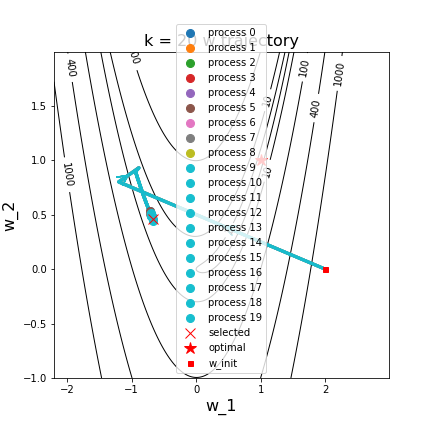 k = 20 w trajectory
process 0
process 1
process 2
process 3
process 4
process 5
process 6
process 7
process 8
process 9
process 10
process 11
process 12
process 13
process 14
process 15
process 16
process 17
process 18
process 19
selected
optimal
w_init
400
1000
100
1000
400
10
10
w_2
1.5
1.0
0.5
0.0
−0.5
−1.0
−2
−1
0
1
2
w_1